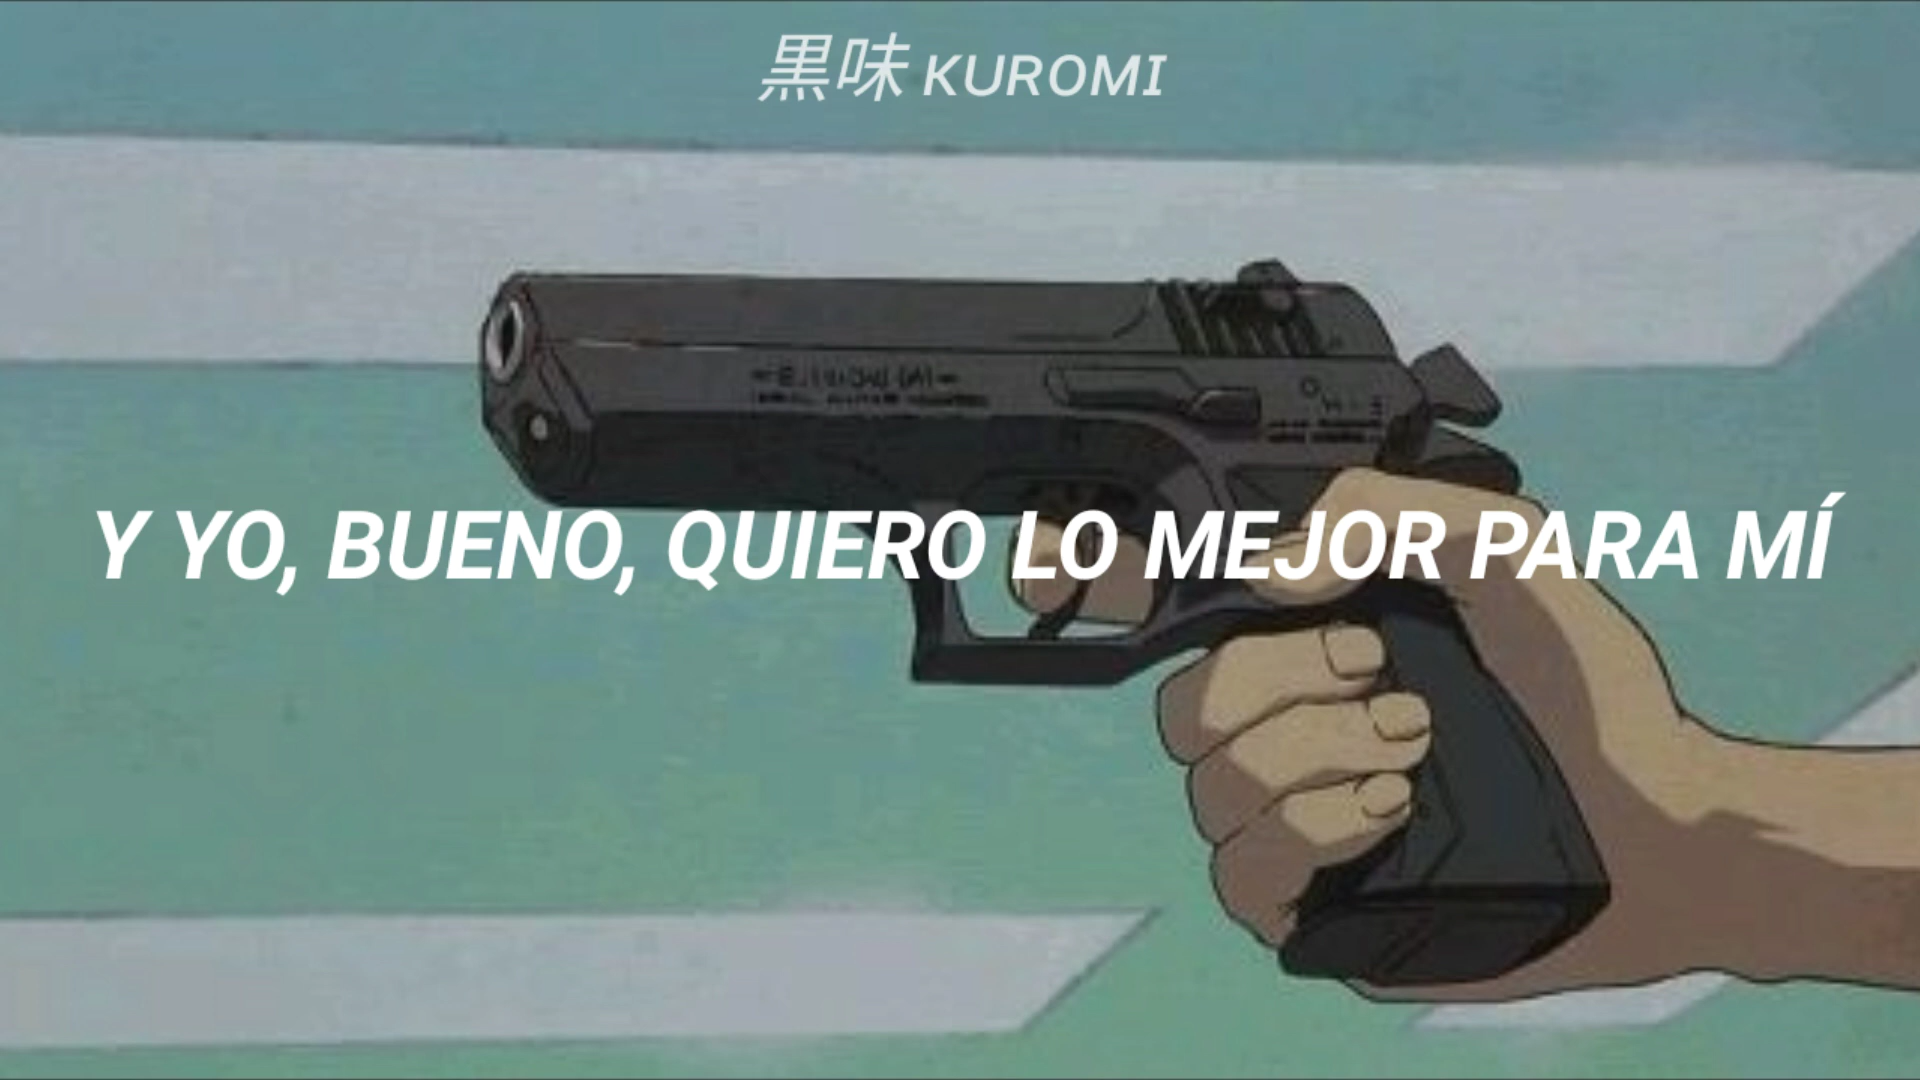 黒味 KUROMI
Y YO, BUENO, QUIERO LO MEJOR PARA MÍ